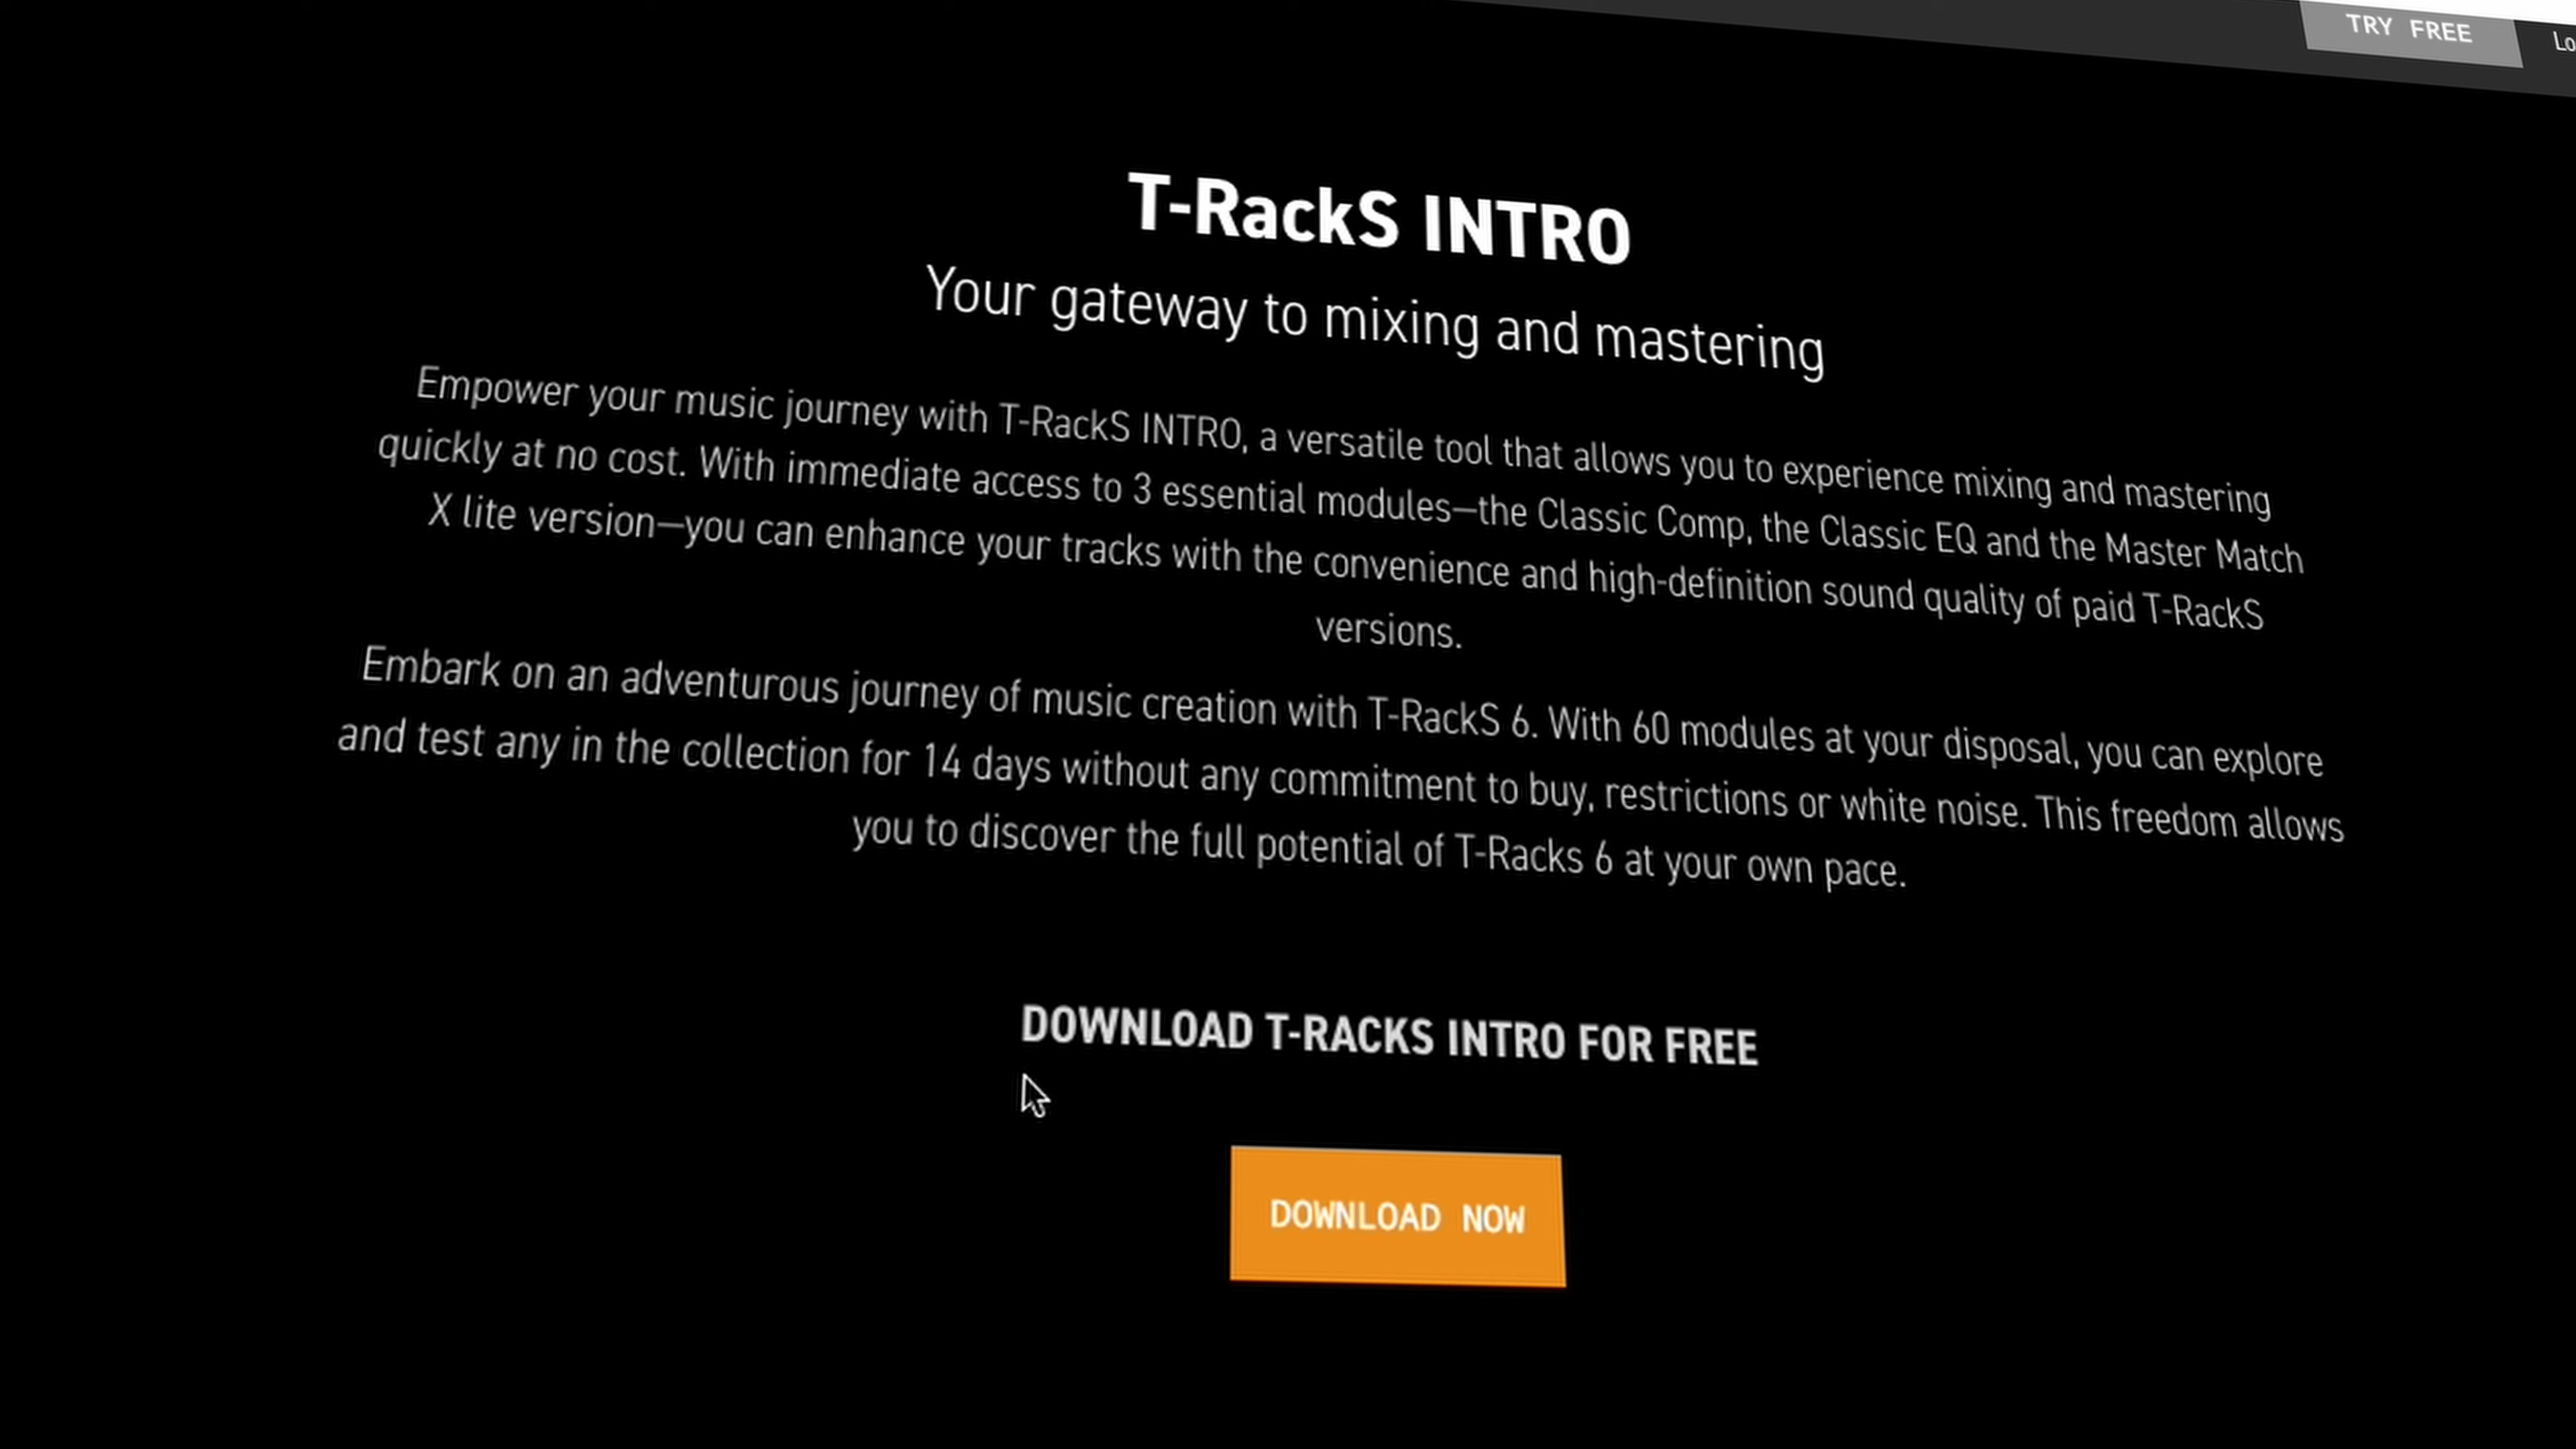 TRY FREE
Lo
T-RackS INTRO
Your gateway to mixing and mastering
Empower your music journey with T-RackS INTRO, a versatile tool that allows you to experience mixing and mastering
quickly at no cost. With immediate access to 3 essential modules—the Classic Comp, the Classic EQ and the Master Match
X lite version—you can enhance your tracks with the convenience and high-definition sound quality of paid T-RackS
versions.
Embark on an adventurous journey of music creation with T-RackS 6. With 60 modules at your disposal, you can explore
and test any in the collection for 14 days without any commitment to buy, restrictions or white noise. This freedom allows
you to discover the full potential of T-Racks 6 at your own pace.
DOWNLOAD T-RACKS INTRO FOR FREE
DOWNLOAD NOW